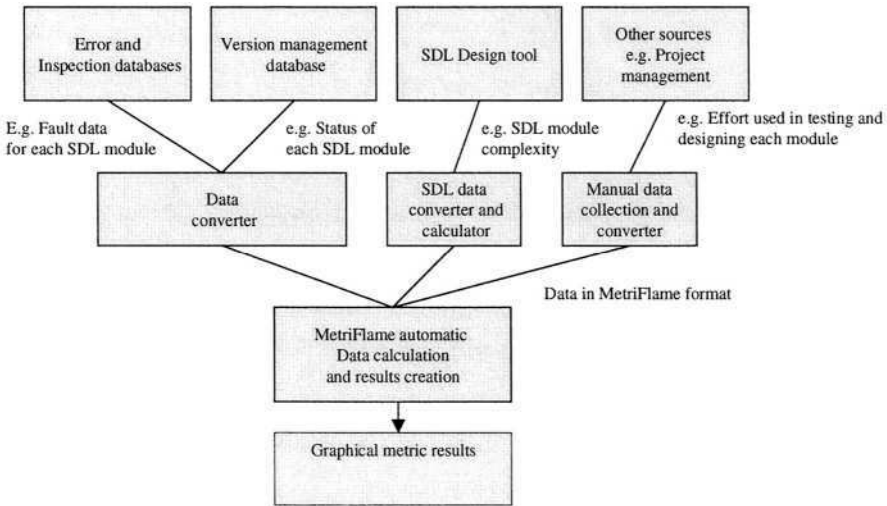 Error and
Inspection databases
Version management
database
SDL Design tool
Other sources
e.g. Project
management
E.g. Fault data
for each SDL module
e.g. Status of
each SDL module
e.g. SDL module
complexity
e.g. Effort used in testing and
designing each module
Data
converter
SDL data
converter and
calculator
Manual data
collection and
converter
Data in MetriFlame format
MetriFlame automatic
Data calculation
and results creation
Graphical metric results